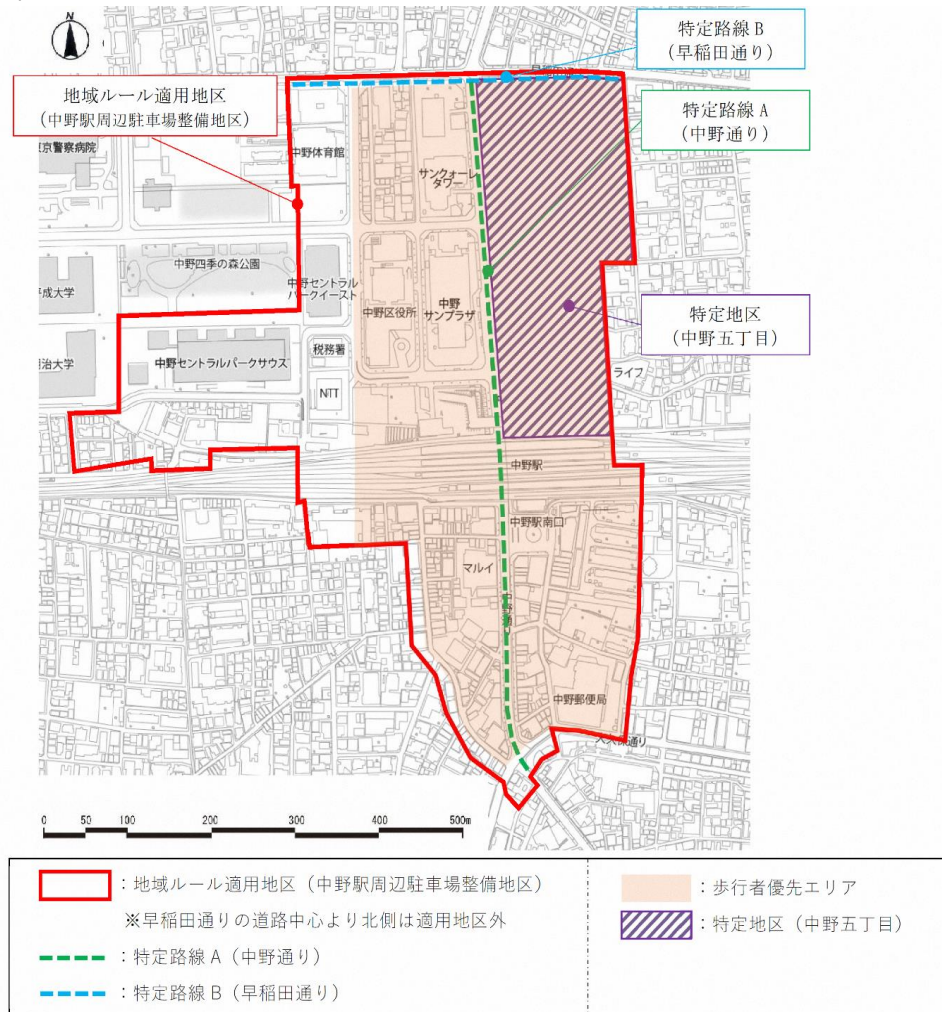 N
特定路線 B
(早稲田通り)
地域ルール適用地区
(中野駅周辺駐車場整備地区)
特定路線 A
(中野通り)
京警察病院
中野体育館
サンクォーレ
タワー
中野四季の森公園
中野セントラル
パークイースト
中野区役所
中野
サンプラザ
特定地区
(中野五丁目)
中野セントラルパークサウス
税務署
NTT
ライフ
中野駅
中野駅南口
マルイ
中野通り
中野郵便局
0 50 100 200 300 400 500m
:地域ルール適用地区(中野駅周辺駐車場整備地区)
※早稲田通りの道路中心より北側は適用地区外
:特定路線 A(中野通り)
:特定路線 B(早稲田通り)
:歩行者優先エリア
:特定地区(中野五丁目)